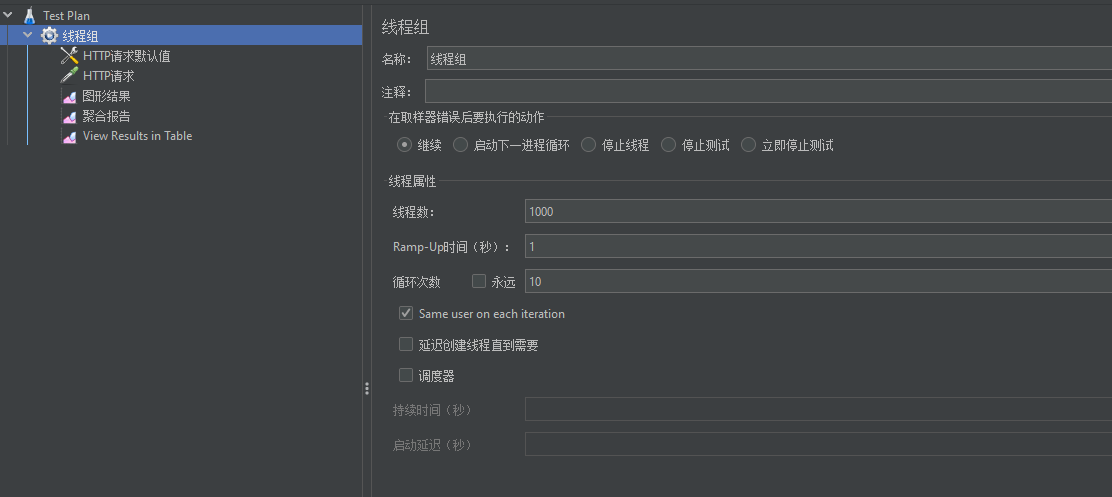 Test Plan
线程组
HTTP请求默认值
HTTP请求
图形结果
聚合报告
View Results in Table
线程组
名称： 线程组
注释：
在取样器错误后要执行的动作
继续 启动下一进程循环 停止线程 停止测试 立即停止测试
线程属性
线程数： 1000
Ramp-Up时间（秒）： 1
循环次数 永远 10
Same user on each iteration
延迟创建线程直到需要
调度器
持续时间（秒）
启动延迟（秒）